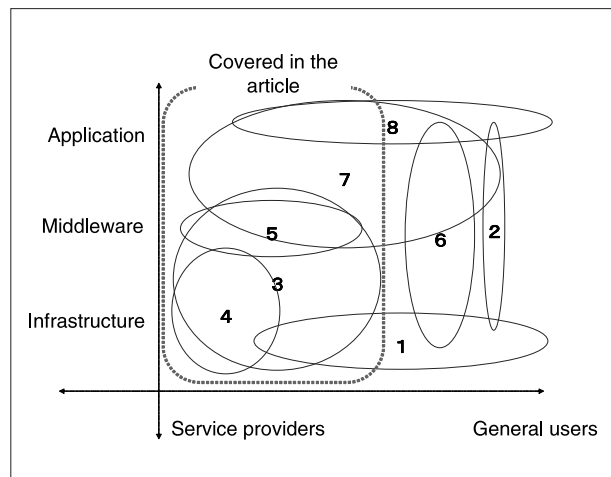 Covered in the
article
Application
8
7
Middleware
5
6
2
3
Infrastructure
4
1
Service providers
General users